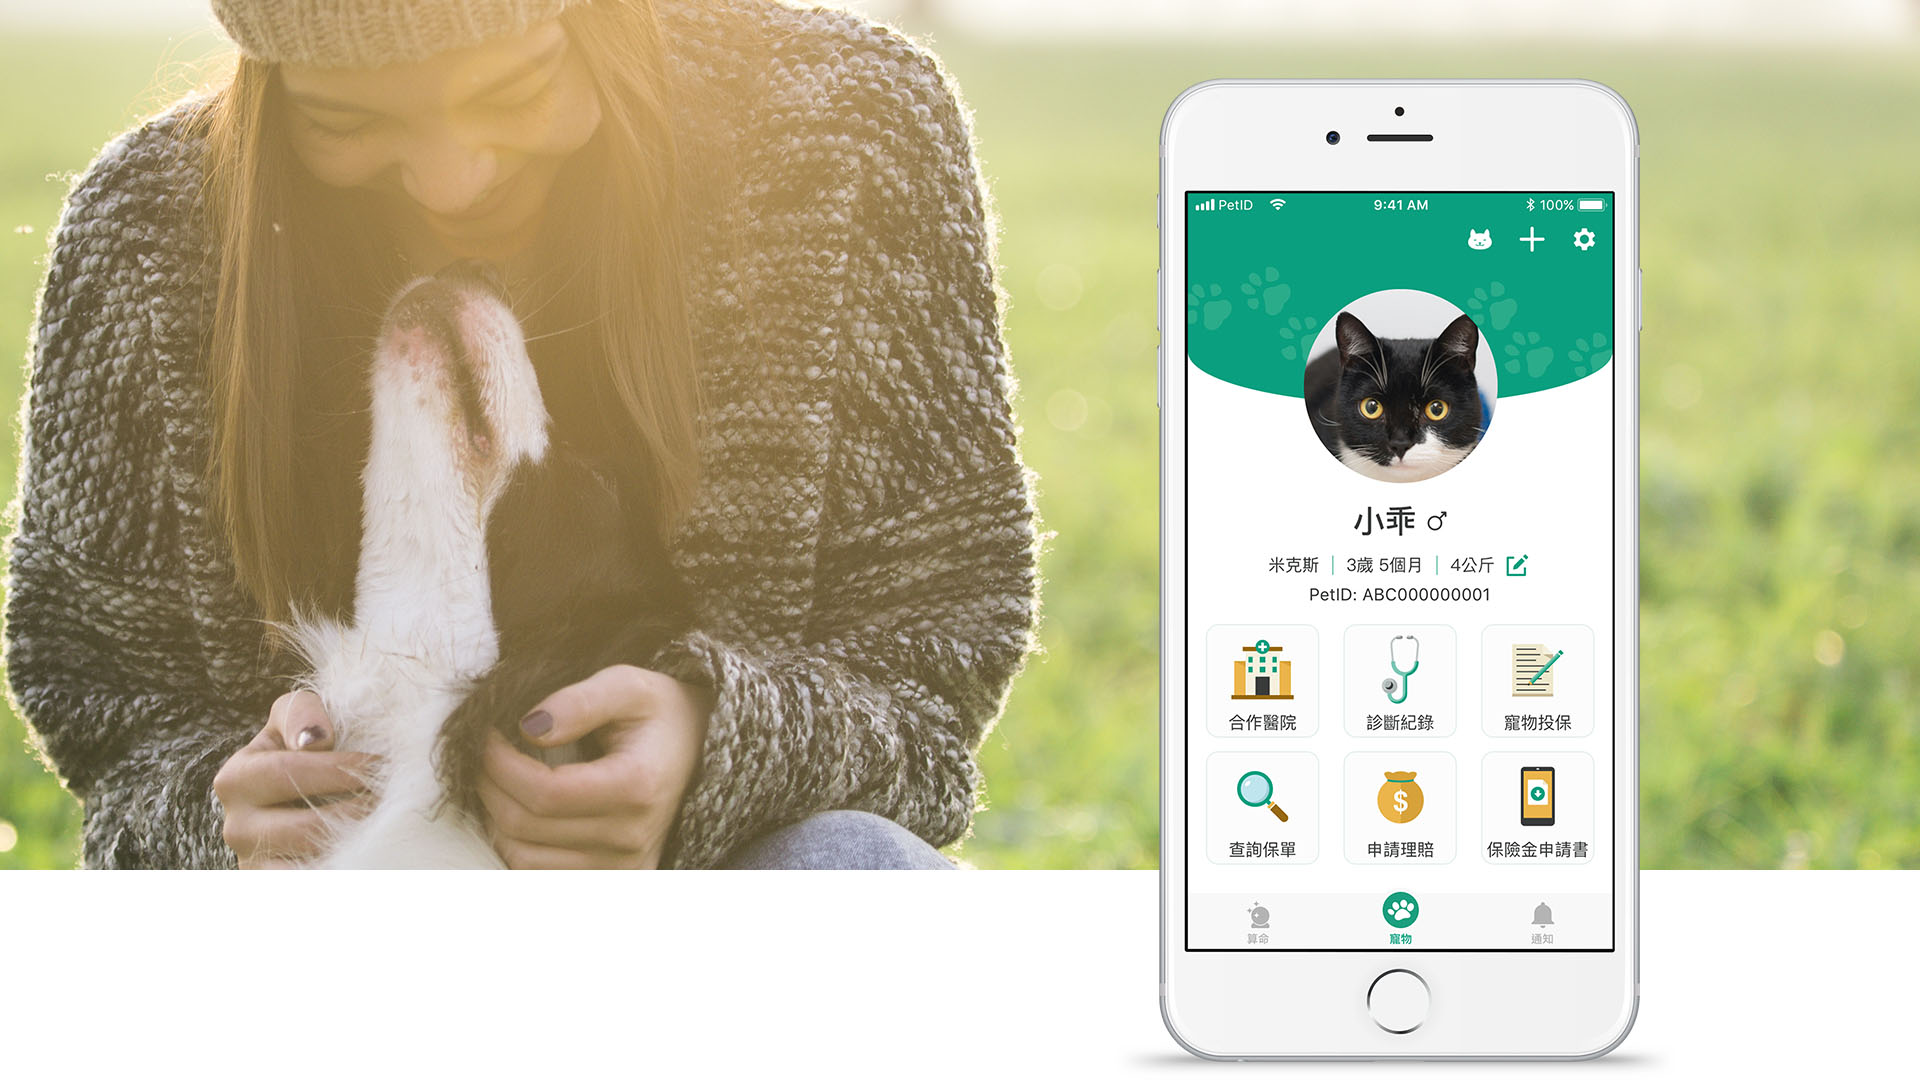 PetID 9:41 AM 100%
小乖 ♂
米克斯 | 3歲 5個月 | 4公斤
PetID: ABC000000001
合作醫院 診斷紀錄 寵物投保
查詢保單 申請理賠 保險金申請書
$
算命 寵物 通知